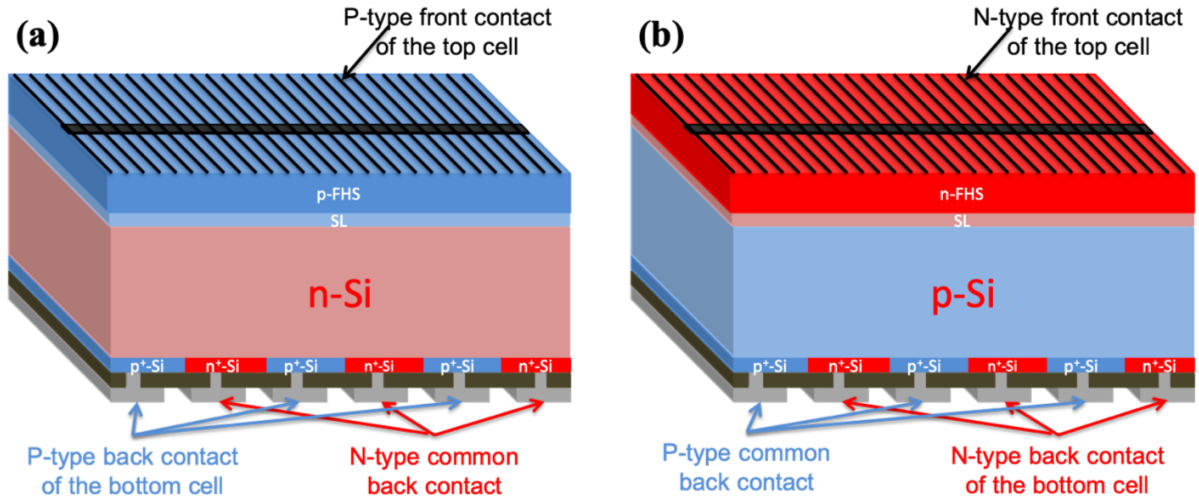 (a)
P-type front contact
of the top cell
p-FHS
SL
n-Si
p⁺-Si n⁺-Si p⁺-Si n⁺-Si p⁺-Si n⁺-Si
P-type back contact
of the bottom cell
N-type common
back contact
(b)
N-type front contact
of the top cell
n-FHS
SL
p-Si
p⁺-Si n⁺-Si p⁺-Si n⁺-Si p⁺-Si n⁺-Si
P-type common
back contact
N-type back contact
of the bottom cell